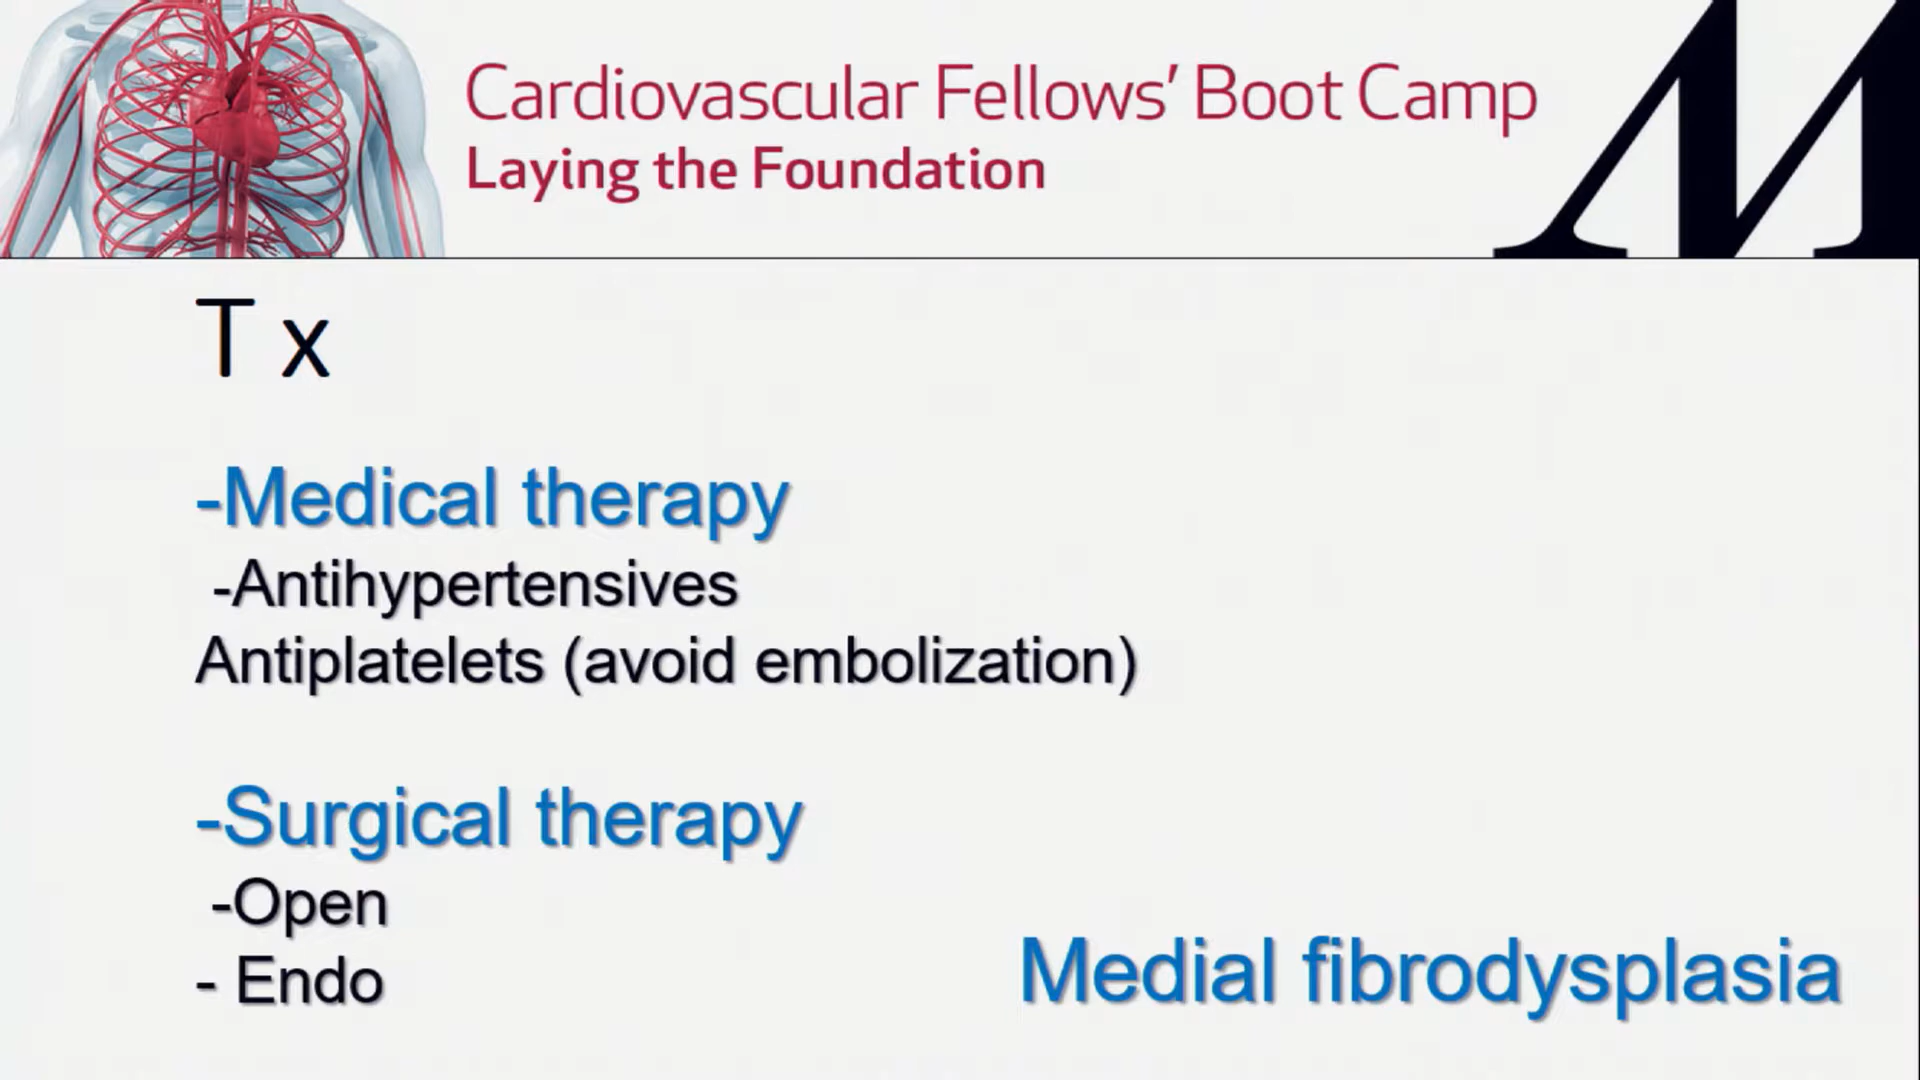 Cardiovascular Fellows' Boot Camp
Laying the Foundation
M
Tx
-Medical therapy
-Antihypertensives
Antiplatelets (avoid embolization)
-Surgical therapy
-Open
- Endo
Medial fibrodysplasia